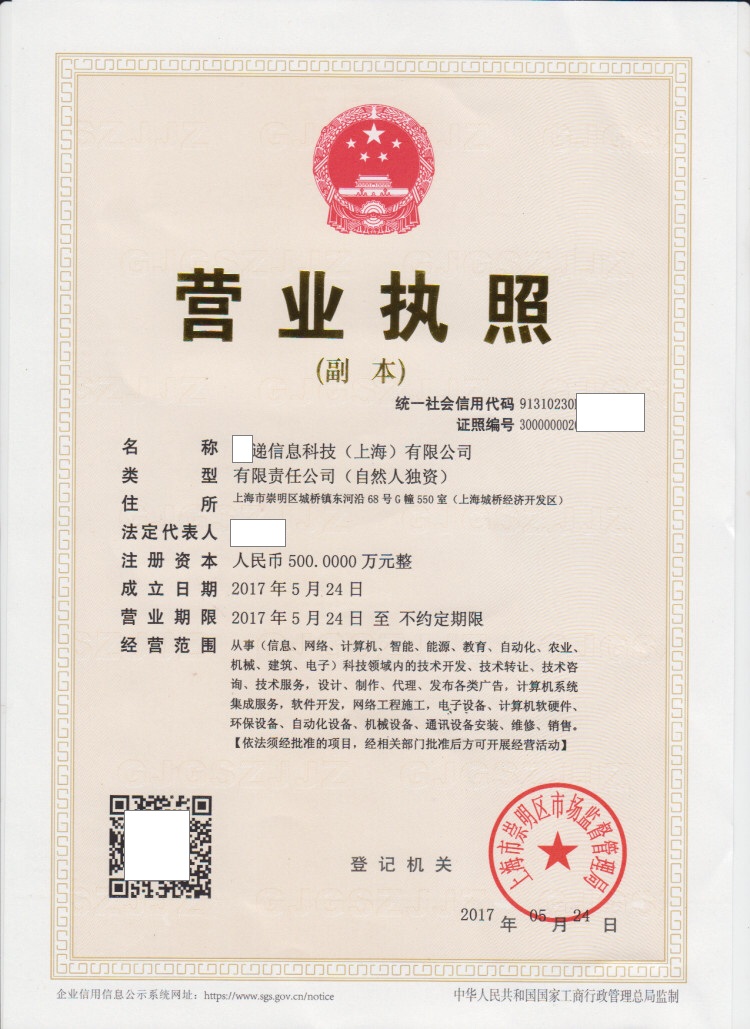 营业执照
(副 本)
统一社会信用代码 91310230
证照编号 3000000020
名称 递信息科技（上海）有限公司
类型 有限责任公司（自然人独资）
住所 上海市崇明区城桥镇东河沿68号G幢550室（上海城桥经济开发区）
法定代表人
注册资本 人民币500.0000万元整
成立日期 2017年5月24日
营业期限 2017年5月24日 至 不约定期限
经营范围 从事（信息、网络、计算机、智能、能源、教育、自动化、农业、
机械、建筑、电子）科技领域内的技术开发、技术转让、技术咨
询、技术服务，设计、制作、代理、发布各类广告，计算机系统
集成服务，软件开发，网络工程施工，电子设备、计算机软硬件、
环保设备、自动化设备、机械设备、通讯设备安装、维修、销售。
【依法须经批准的项目，经相关部门批准后方可开展经营活动】
登记机关
上海市崇明区市场监督管理局
2017 年 05 月 24 日
企业信用信息公示系统网址：https://www.sgs.gov.cn/notice
中华人民共和国国家工商行政管理总局监制